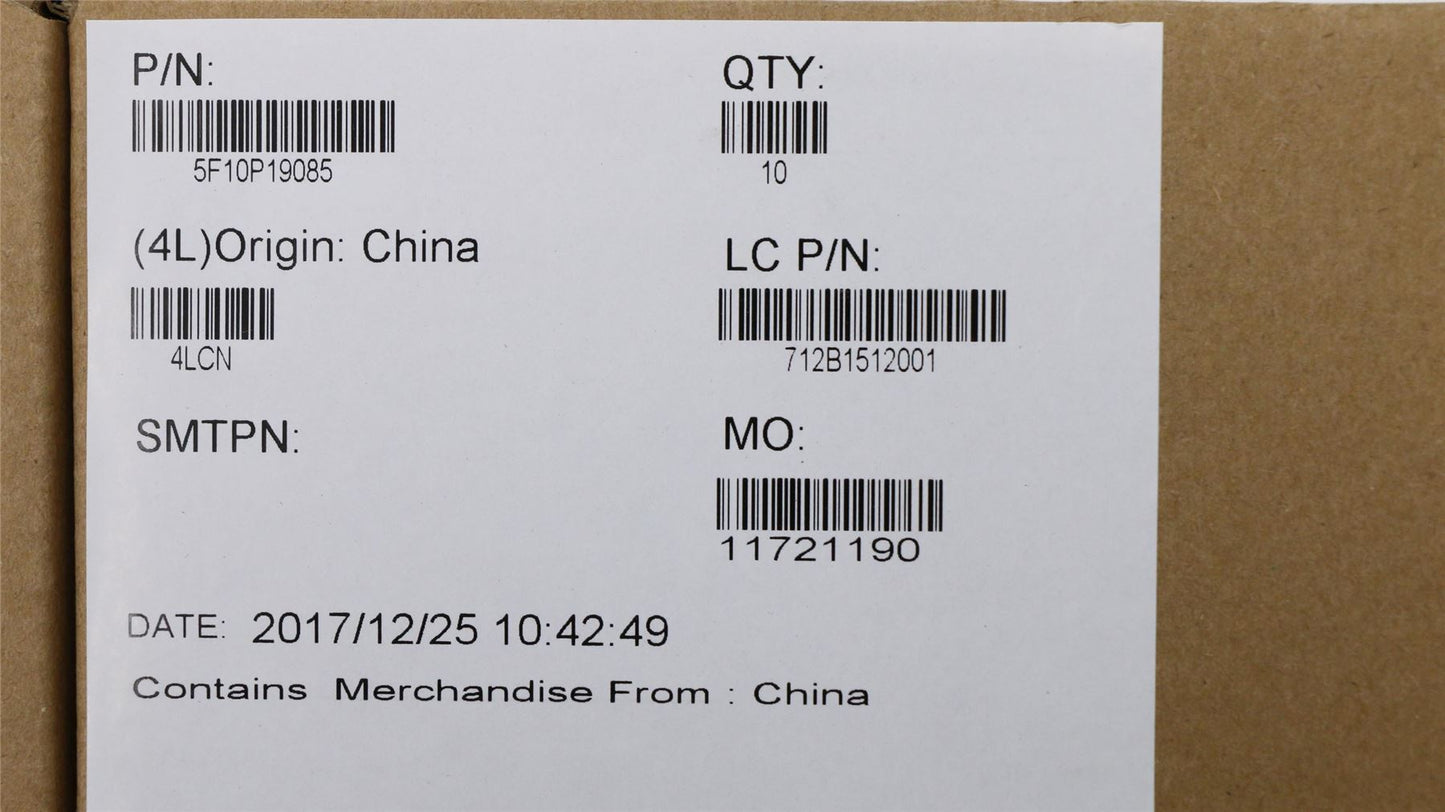 P/N:
5F10P19085
QTY:
10
(4L)Origin: China
4LCN
LC P/N:
712B1512001
SMTPN:
MO:
11721190
DATE: 2017/12/25 10:42:49
Contains Merchandise From : China